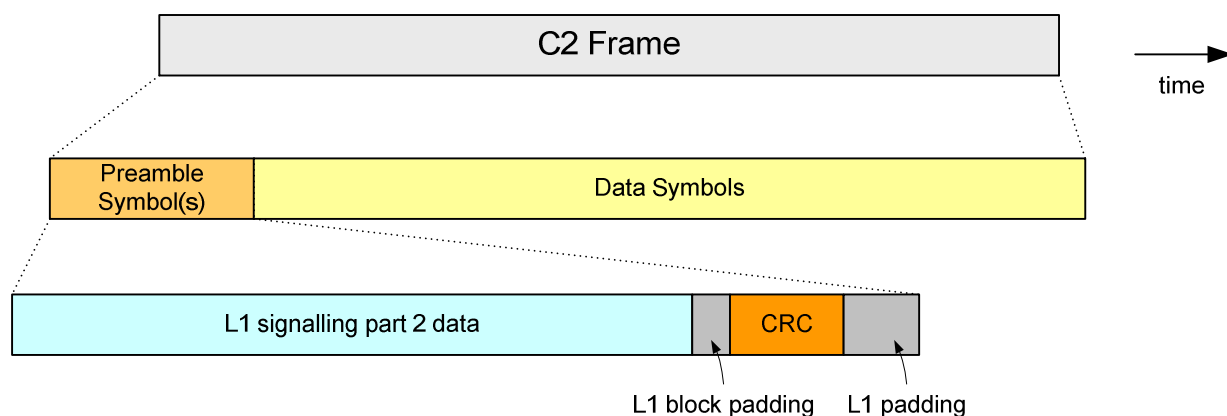 C2 Frame
time
Preamble
Symbol(s)
Data Symbols
L1 signalling part 2 data
CRC
L1 block padding
L1 padding